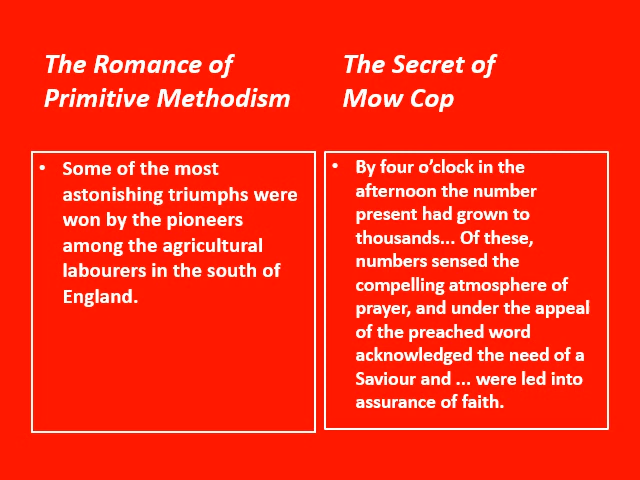 The Romance of
Primitive Methodism
The Secret of
Mow Cop
• Some of the most
astonishing triumphs were
won by the pioneers
among the agricultural
labourers in the south of
England.
• By four o’clock in the
afternoon the number
present had grown to
thousands... Of these,
numbers sensed the
compelling atmosphere of
prayer, and under the appeal
of the preached word
acknowledged the need of a
Saviour and ... were led into
assurance of faith.